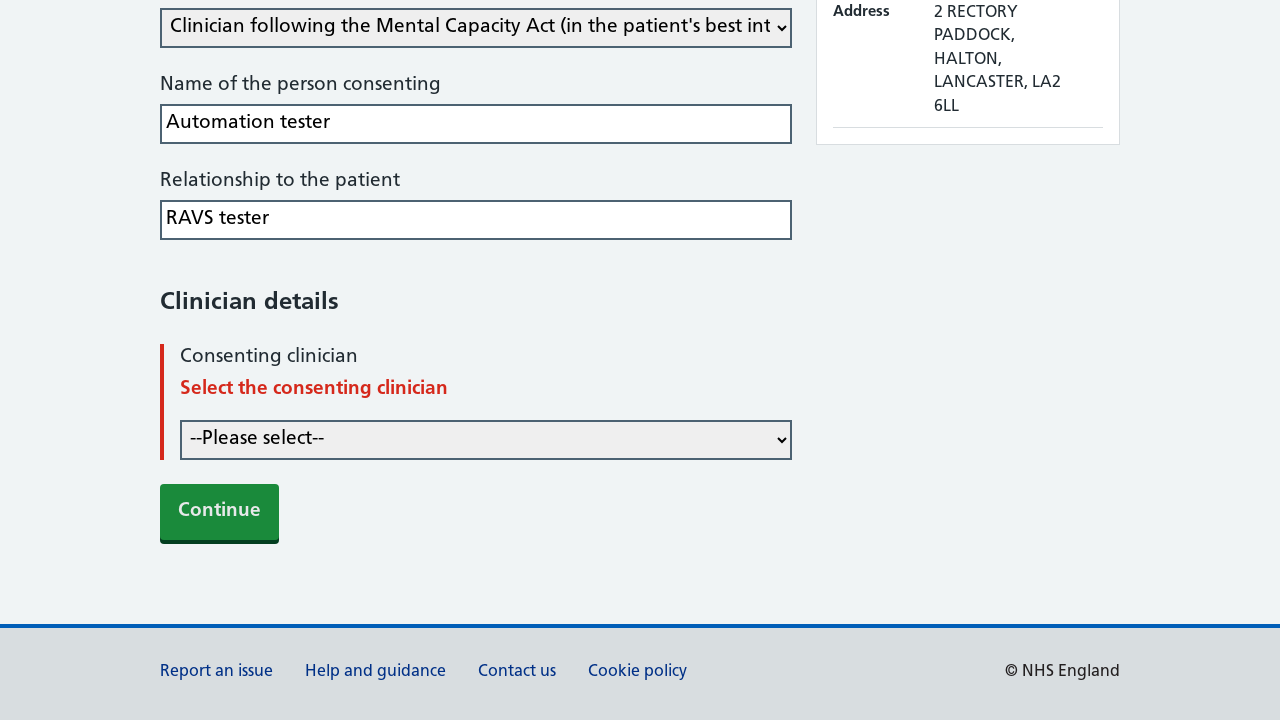 Clinician following the Mental Capacity Act (in the patient's best int
Name of the person consenting
Automation tester
Relationship to the patient
RAVS tester
Clinician details
Consenting clinician
Select the consenting clinician
--Please select--
Continue
Address
2 RECTORY
PADDOCK,
HALTON,
LANCASTER, LA2
6LL
Report an issue
Help and guidance
Contact us
Cookie policy
© NHS England